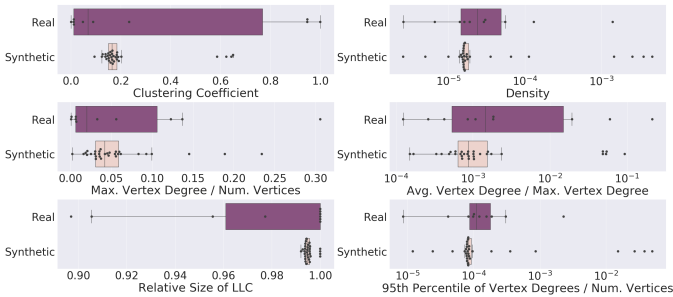 Real
Synthetic
0.0 0.2 0.4 0.6 0.8 1.0
Clustering Coefficient
Real
Synthetic
10⁻⁵ 10⁻⁴ 10⁻³
Density
Real
Synthetic
0.00 0.05 0.10 0.15 0.20 0.25 0.30
Max. Vertex Degree / Num. Vertices
Real
Synthetic
10⁻⁴ 10⁻³ 10⁻² 10⁻¹
Avg. Vertex Degree / Max. Vertex Degree
Real
Synthetic
0.90 0.92 0.94 0.96 0.98 1.00
Relative Size of LLC
Real
Synthetic
10⁻⁵ 10⁻⁴ 10⁻³ 10⁻²
95th Percentile of Vertex Degrees / Num. Vertices